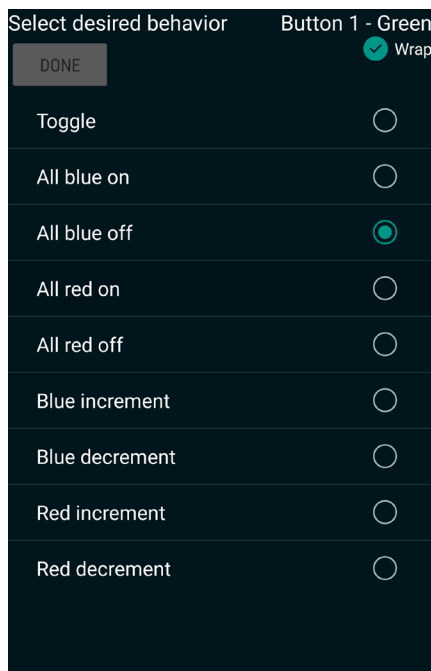 Select desired behavior Button 1 - Green
Wrap
DONE
Toggle
All blue on
All blue off
All red on
All red off
Blue increment
Blue decrement
Red increment
Red decrement